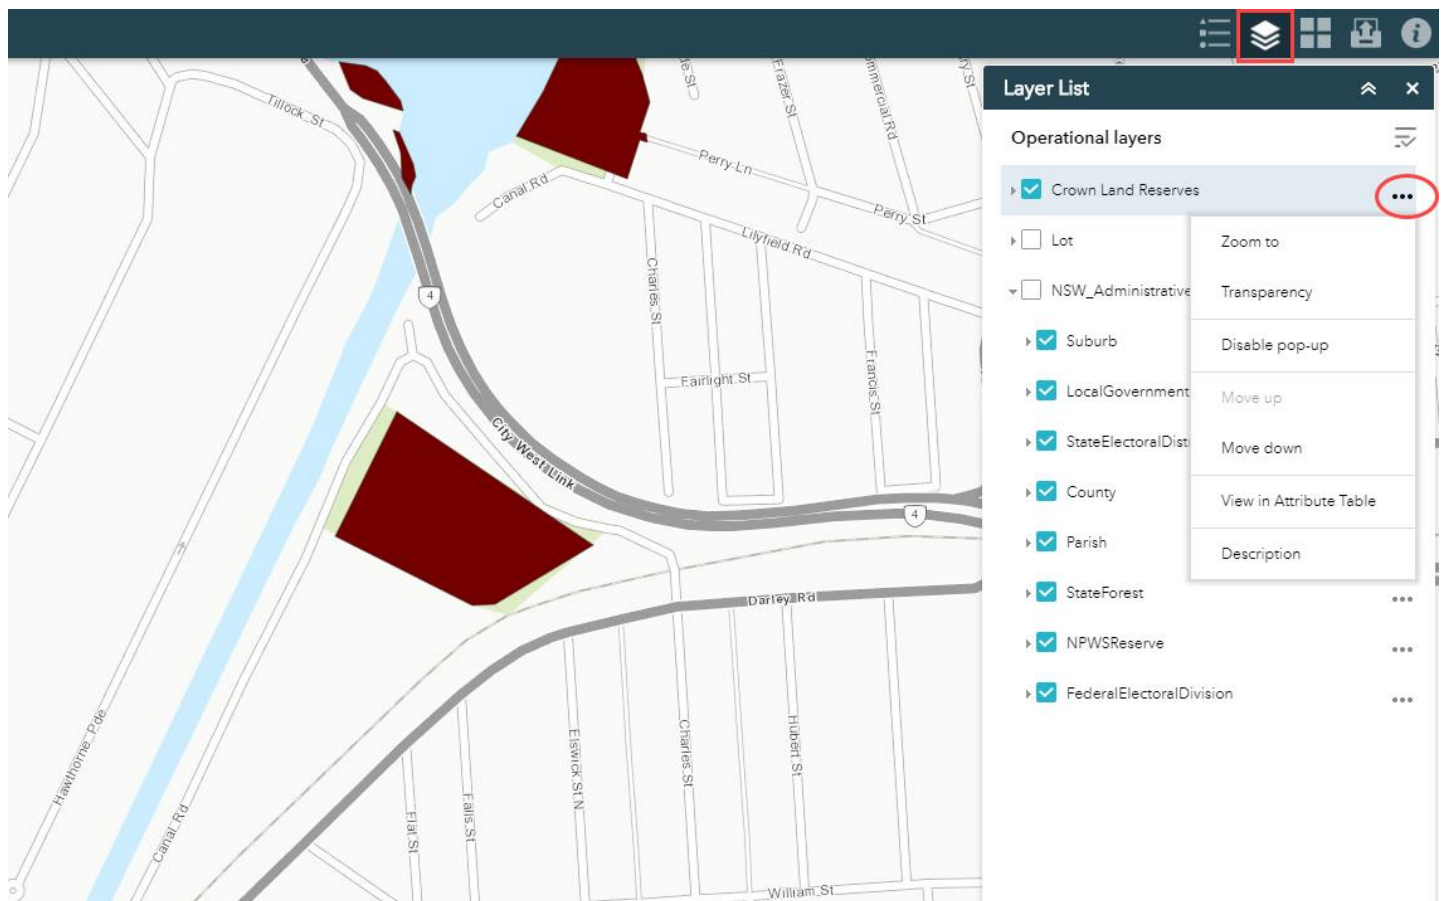 Layer List
Operational layers
Crown Land Reserves
Lot
NSW_Administrative
Suburb
LocalGovernment
StateElectoralDist
County
Parish
StateForest
NPWSReserve
FederalElectoralDivision
Zoom to
Transparency
Disable pop-up
Move up
Move down
View in Attribute Table
Description
Tillock St
Canal Rd
Perry Ln
Perry St
Lilyfield Rd
Frazer St
Charles St
Francis St
Fairlight St
4
City West Link
4
Darley Rd
Hawthorne Pde
Canal Rd
Flat St
Falls St
Elswick St N
Charles St
Hubert St
William St